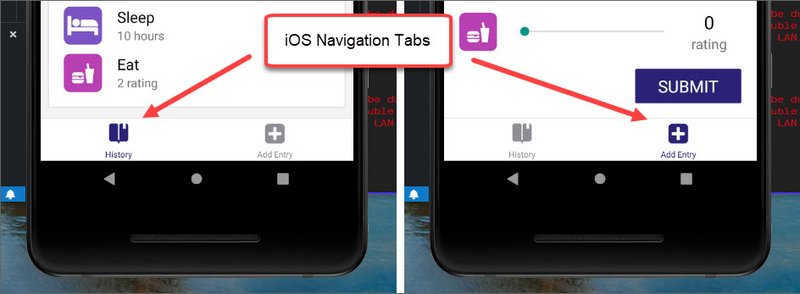 Sleep
10 hours
Eat
2 rating
History
Add Entry
iOS Navigation Tabs
0
rating
SUBMIT
History
Add Entry
be d
uble
LAN
be d
uble
LAN